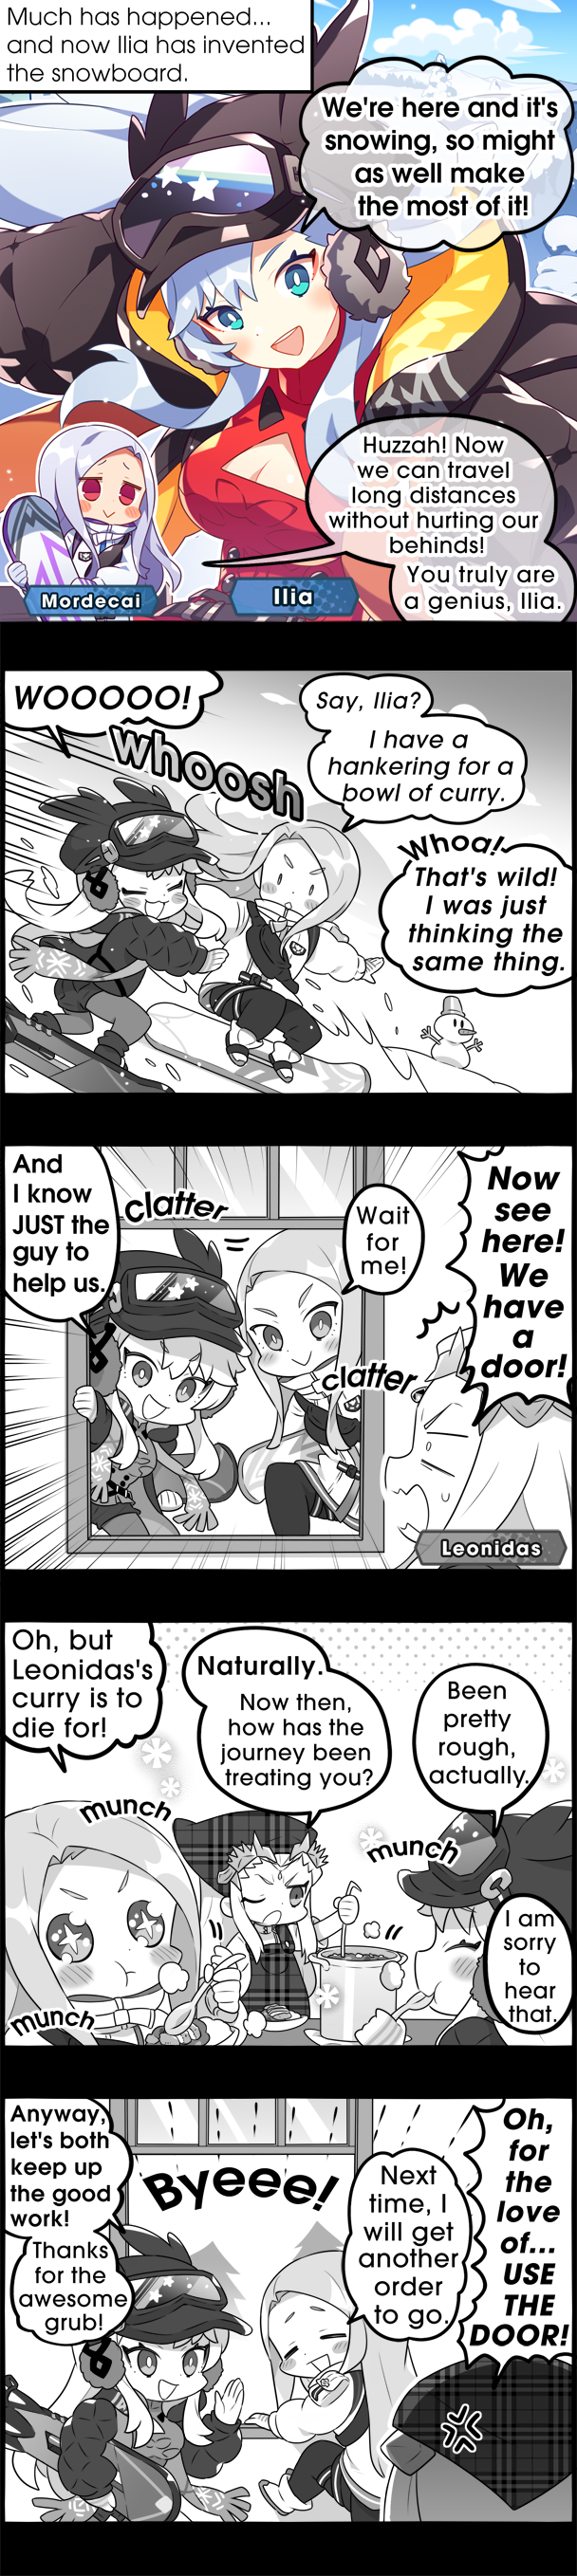 Much has happened...
and now Ilia has invented
the snowboard.
We're here and it's
snowing, so might
as well make
the most of it!
Huzzah! Now
we can travel
long distances
without hurting our
behinds!
You truly are
a genius, Ilia.
Mordecai
Ilia
WOOOOO!
whoosh
Say, Ilia?
I have a
hankering for a
bowl of curry.
Whoa!
That's wild!
I was just
thinking the
same thing.
And
I know
JUST the
guy to
help us.
clatter
Wait
for
me!
clatter
Now
see
here!
We
have
a
door!
Leonidas
Oh, but
Leonidas's
curry is to
die for!
Naturally.
Now then,
how has the
journey been
treating you?
Been
pretty
rough,
actually.
munch
munch
munch
I am
sorry
to
hear
that.
Anyway,
let's both
keep up
the good
work!
Thanks
for the
awesome
grub!
Byeee!
Next
time, I
will get
another
order
to go.
Oh,
for
the
love
of...
USE
THE
DOOR!